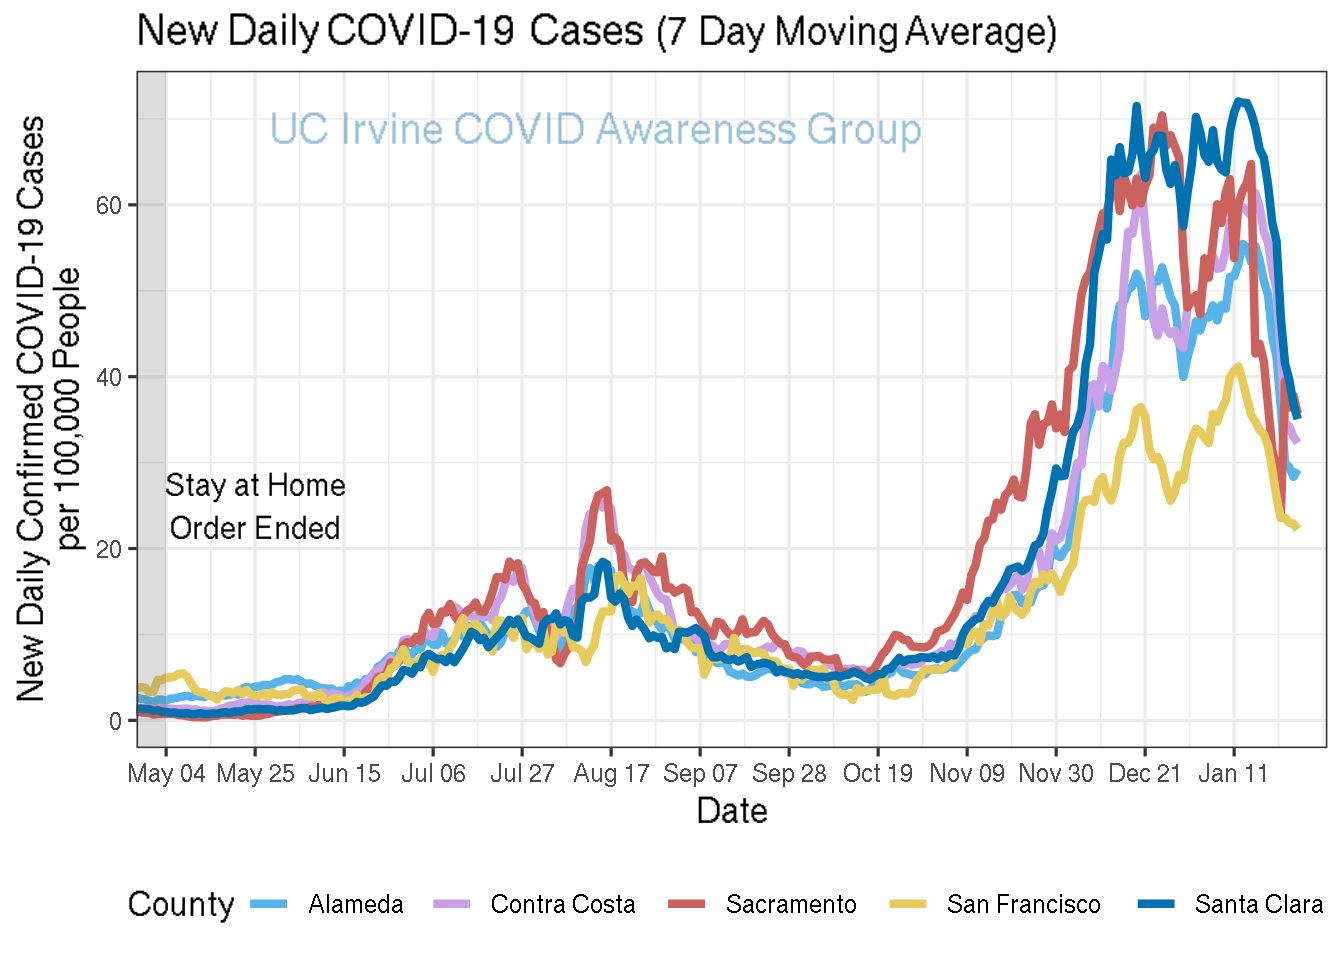 New Daily COVID-19 Cases (7 Day Moving Average)
UC Irvine COVID Awareness Group
New Daily Confirmed COVID-19 Cases
per 100,000 People
60
40
20
0
Stay at Home
Order Ended
May 04 May 25 Jun 15 Jul 06 Jul 27 Aug 17 Sep 07 Sep 28 Oct 19 Nov 09 Nov 30 Dec 21 Jan 11
Date
County Alameda Contra Costa Sacramento San Francisco Santa Clara